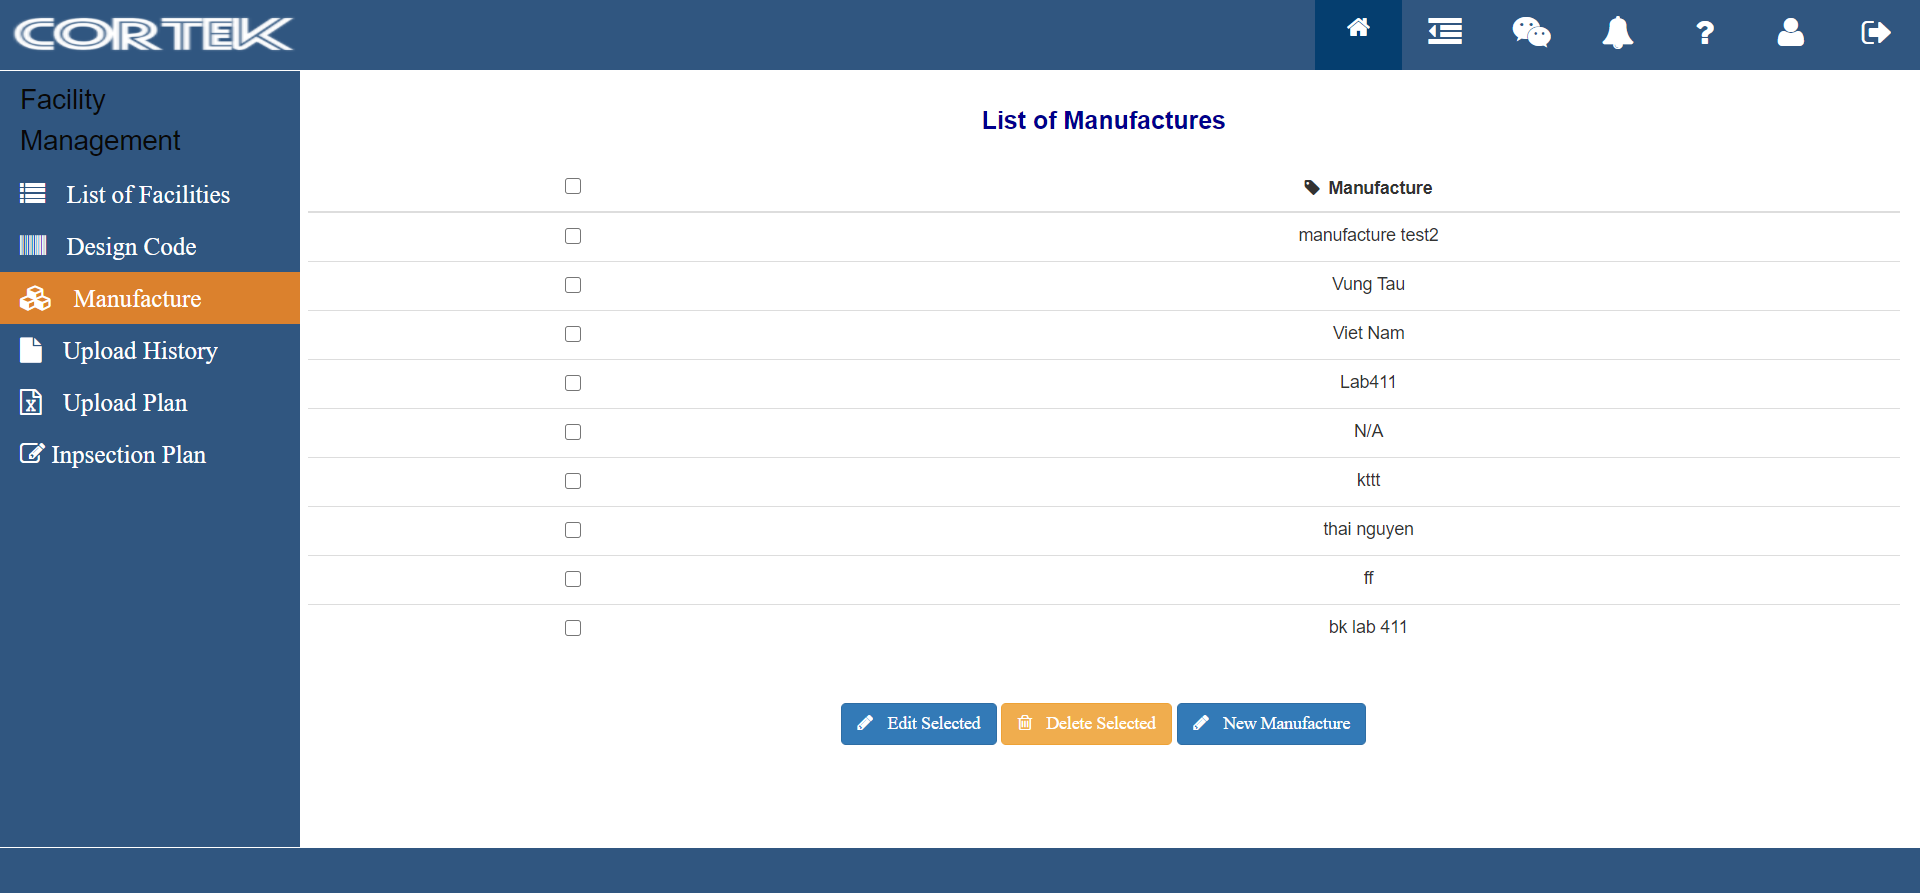 CORTEK
Facility
Management
List of Facilities
Design Code
Manufacture
Upload History
Upload Plan
Inpsection Plan
List of Manufactures
Manufacture
manufacture test2
Vung Tau
Viet Nam
Lab411
N/A
kttt
thai nguyen
ff
bk lab 411
Edit Selected Delete Selected New Manufacture